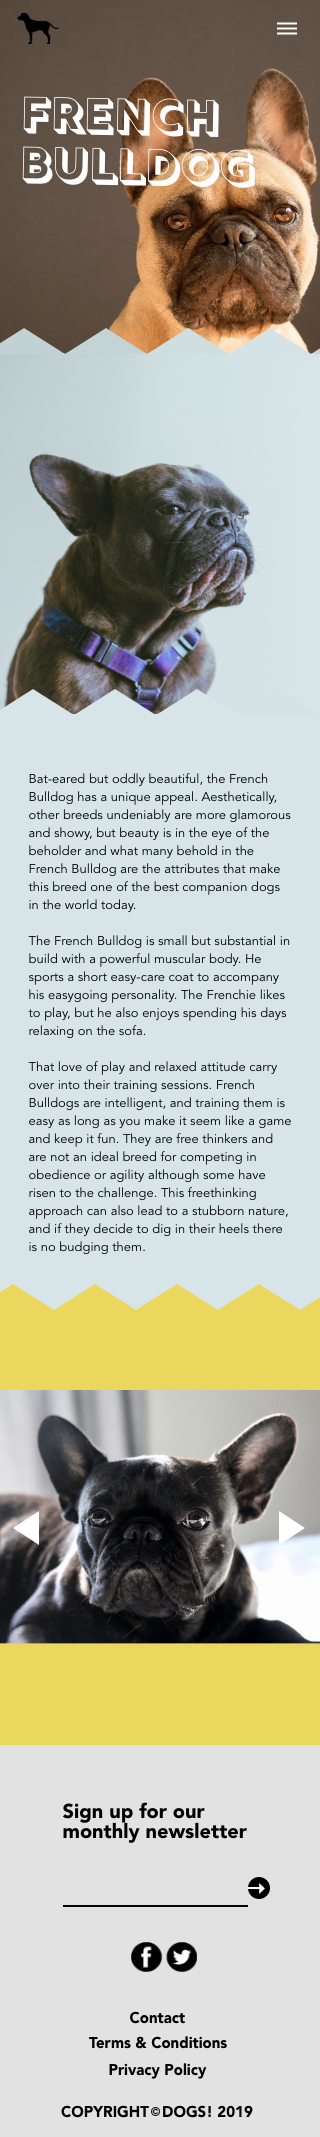 FRENCH
BULLDOG
Bat-eared but oddly beautiful, the French
Bulldog has a unique appeal. Aesthetically,
other breeds undeniably are more glamorous
and showy, but beauty is in the eye of the
beholder and what many behold in the
French Bulldog are the attributes that make
this breed one of the best companion dogs
in the world today.
The French Bulldog is small but substantial in
build with a powerful muscular body. He
sports a short easy-care coat to accompany
his easygoing personality. The Frenchie likes
to play, but he also enjoys spending his days
relaxing on the sofa.
That love of play and relaxed attitude carry
over into their training sessions. French
Bulldogs are intelligent, and training them is
easy as long as you make it seem like a game
and keep it fun. They are free thinkers and
are not an ideal breed for competing in
obedience or agility although some have
risen to the challenge. This freethinking
approach can also lead to a stubborn nature,
and if they decide to dig in their heels there
is no budging them.
Sign up for our
monthly newsletter
Contact
Terms & Conditions
Privacy Policy
COPYRIGHT©DOGS! 2019